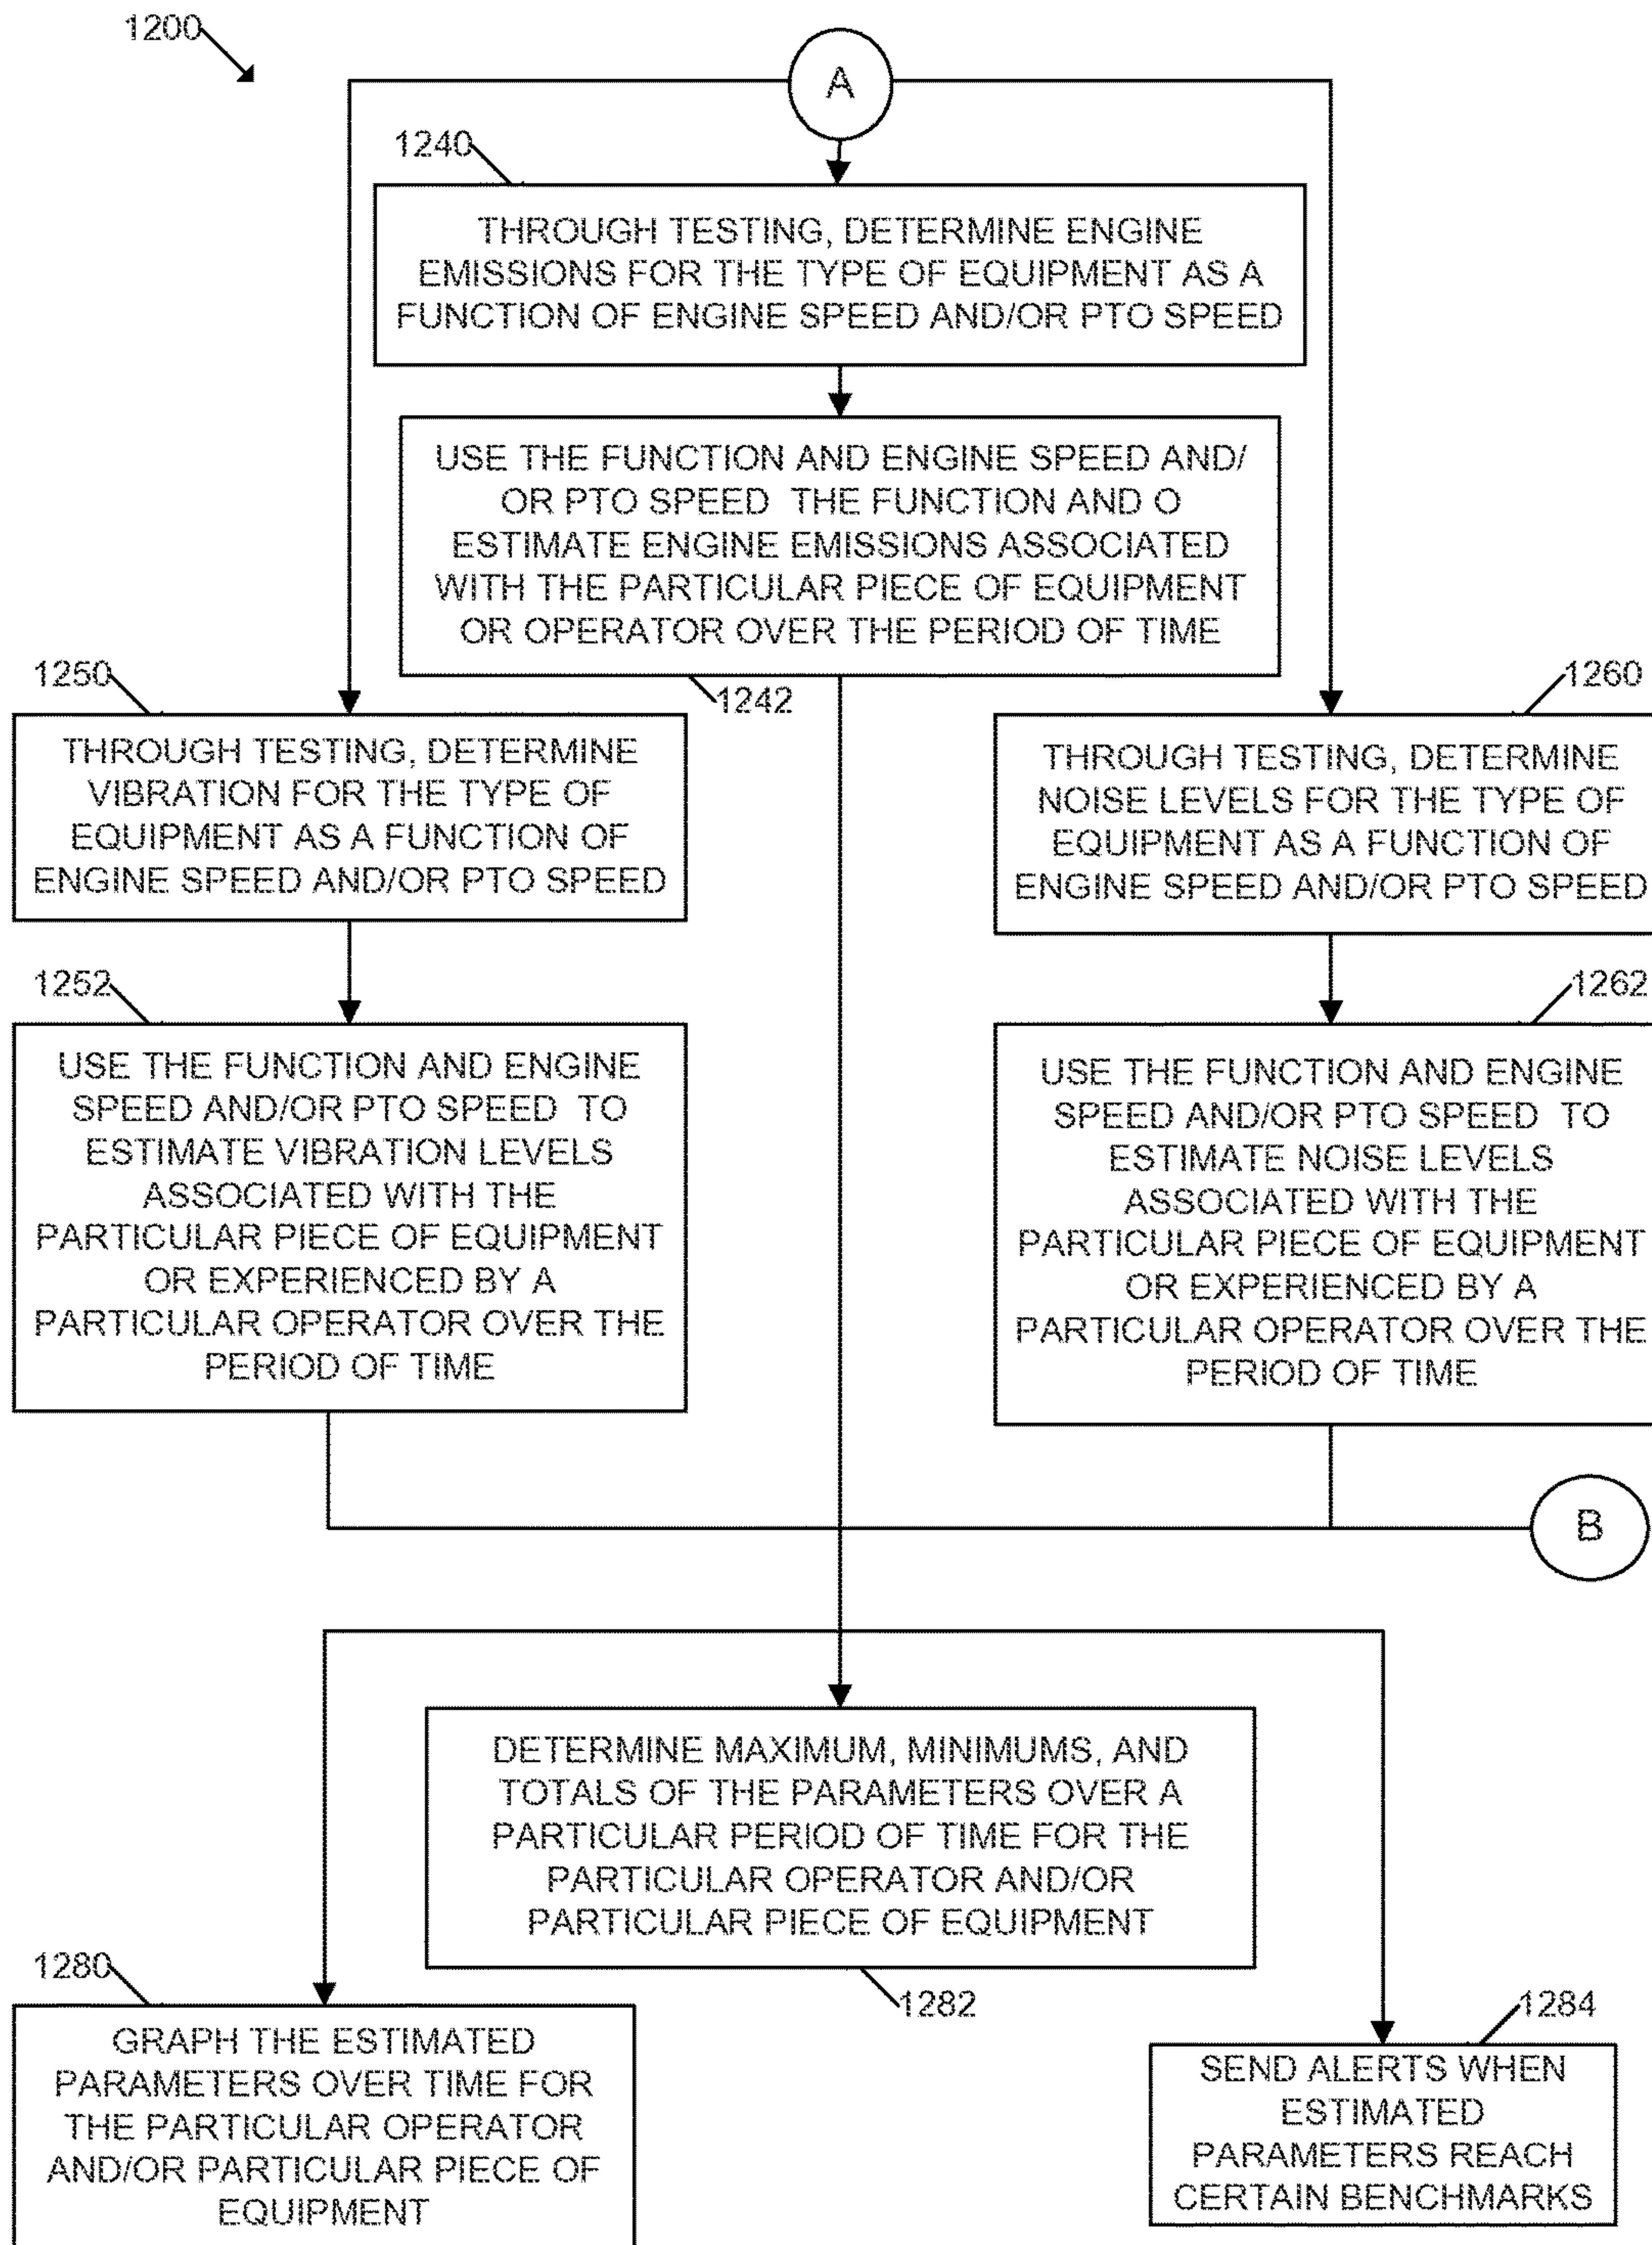 1200
A
1240
THROUGH TESTING, DETERMINE ENGINE
EMISSIONS FOR THE TYPE OF EQUIPMENT AS A
FUNCTION OF ENGINE SPEED AND/OR PTO SPEED
USE THE FUNCTION AND ENGINE SPEED AND/
OR PTO SPEED THE FUNCTION AND O
ESTIMATE ENGINE EMISSIONS ASSOCIATED
WITH THE PARTICULAR PIECE OF EQUIPMENT
OR OPERATOR OVER THE PERIOD OF TIME
1242
1250
THROUGH TESTING, DETERMINE
VIBRATION FOR THE TYPE OF
EQUIPMENT AS A FUNCTION OF
ENGINE SPEED AND/OR PTO SPEED
1260
THROUGH TESTING, DETERMINE
NOISE LEVELS FOR THE TYPE OF
EQUIPMENT AS A FUNCTION OF
ENGINE SPEED AND/OR PTO SPEED
1252
USE THE FUNCTION AND ENGINE
SPEED AND/OR PTO SPEED TO
ESTIMATE VIBRATION LEVELS
ASSOCIATED WITH THE
PARTICULAR PIECE OF EQUIPMENT
OR EXPERIENCED BY A
PARTICULAR OPERATOR OVER THE
PERIOD OF TIME
1262
USE THE FUNCTION AND ENGINE
SPEED AND/OR PTO SPEED TO
ESTIMATE NOISE LEVELS
ASSOCIATED WITH THE
PARTICULAR PIECE OF EQUIPMENT
OR EXPERIENCED BY A
PARTICULAR OPERATOR OVER THE
PERIOD OF TIME
B
DETERMINE MAXIMUM, MINIMUMS, AND
TOTALS OF THE PARAMETERS OVER A
PARTICULAR PERIOD OF TIME FOR THE
PARTICULAR OPERATOR AND/OR
PARTICULAR PIECE OF EQUIPMENT
1282
1280
GRAPH THE ESTIMATED
PARAMETERS OVER TIME FOR
THE PARTICULAR OPERATOR
AND/OR PARTICULAR PIECE OF
EQUIPMENT
1284
SEND ALERTS WHEN
ESTIMATED
PARAMETERS REACH
CERTAIN BENCHMARKS